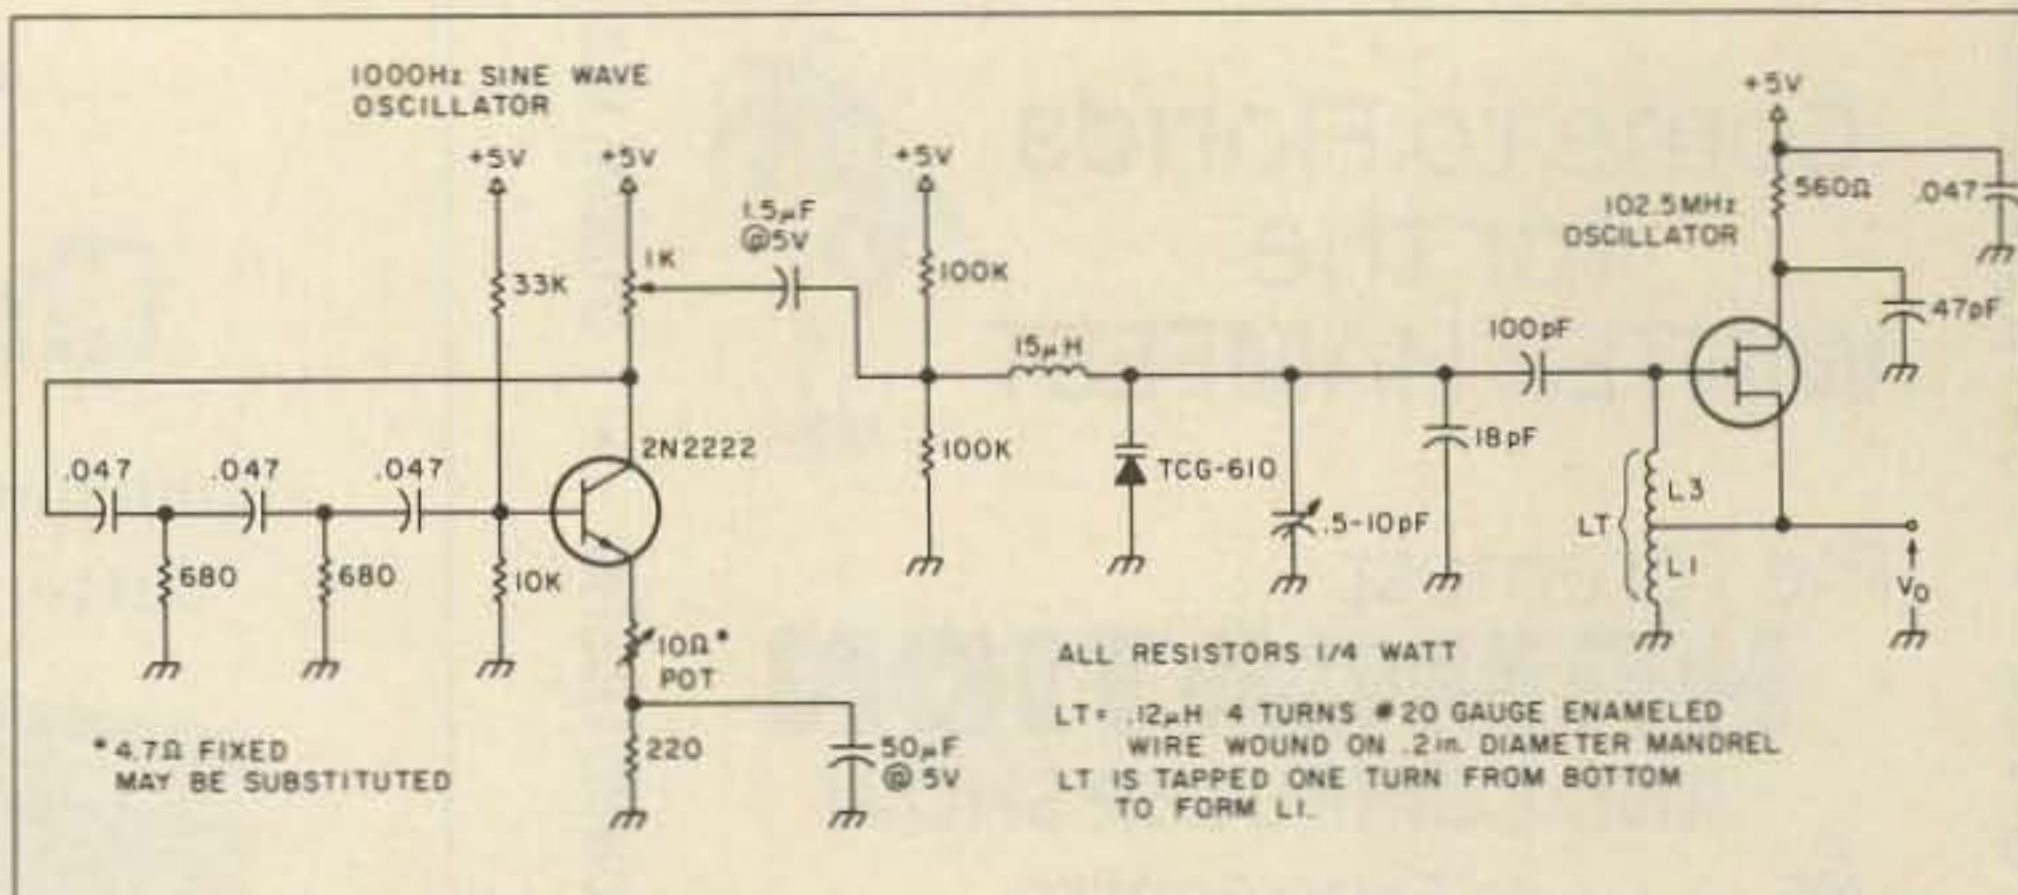 1000Hz SINE WAVE
OSCILLATOR
+5V
+5V
+5V
+5V
1.5µF
@5V
33K
1K
100K
102.5MHz
OSCILLATOR
560Ω
.047
47pF
100pF
15µH
2N2222
.047
.047
.047
100K
TCG-610
18pF
.5-10pF
LT
L3
L1
V0
680
680
10K
10Ω*
POT
220
50µF
@ 5V
*4.7Ω FIXED
MAY BE SUBSTITUTED
ALL RESISTORS 1/4 WATT
LT= .12µH 4 TURNS #20 GAUGE ENAMELED
WIRE WOUND ON .2in. DIAMETER MANDREL
LT IS TAPPED ONE TURN FROM BOTTOM
TO FORM L1.